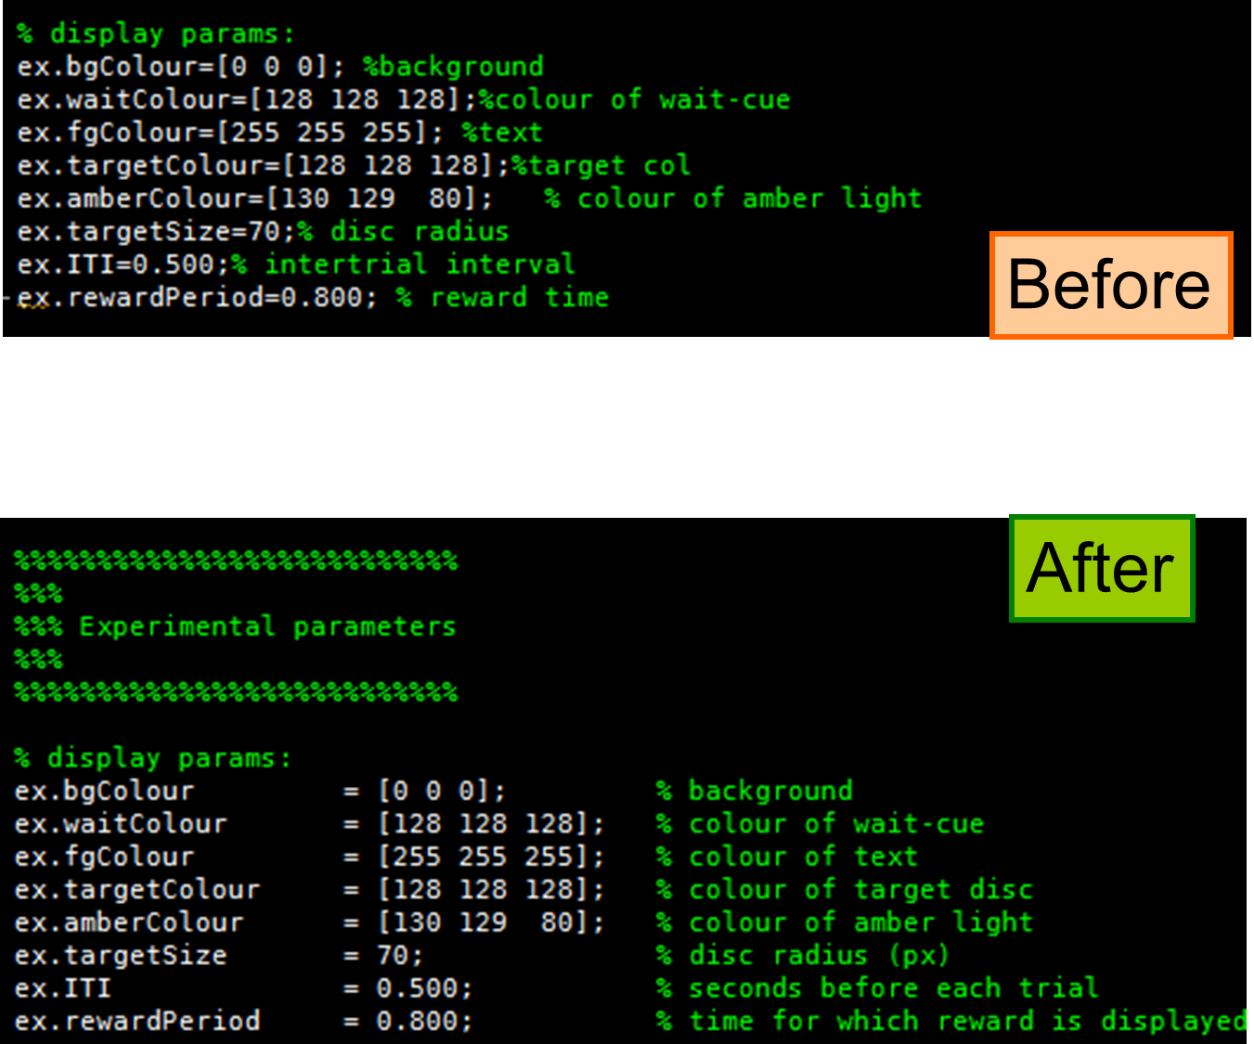 % display params:
ex.bgColour=[0 0 0]; %background
ex.waitColour=[128 128 128];%colour of wait-cue
ex.fgColour=[255 255 255]; %text
ex.targetColour=[128 128 128];%target col
ex.amberColour=[130 129  80];   % colour of amber light
ex.targetSize=70;% disc radius
ex.ITI=0.500;% intertrial interval
ex.rewardPeriod=0.800; % reward time
Before
After
%%%%%%%%%%%%%%%%%%%%%%%%%%%
%%%
%%% Experimental parameters
%%%
%%%%%%%%%%%%%%%%%%%%%%%%%%%
% display params:
ex.bgColour         = [0 0 0];         % background
ex.waitColour       = [128 128 128];   % colour of wait-cue
ex.fgColour         = [255 255 255];   % colour of text
ex.targetColour     = [128 128 128];   % colour of target disc
ex.amberColour      = [130 129  80];   % colour of amber light
ex.targetSize       = 70;              % disc radius (px)
ex.ITI              = 0.500;           % seconds before each trial
ex.rewardPeriod     = 0.800;           % time for which reward is displayed